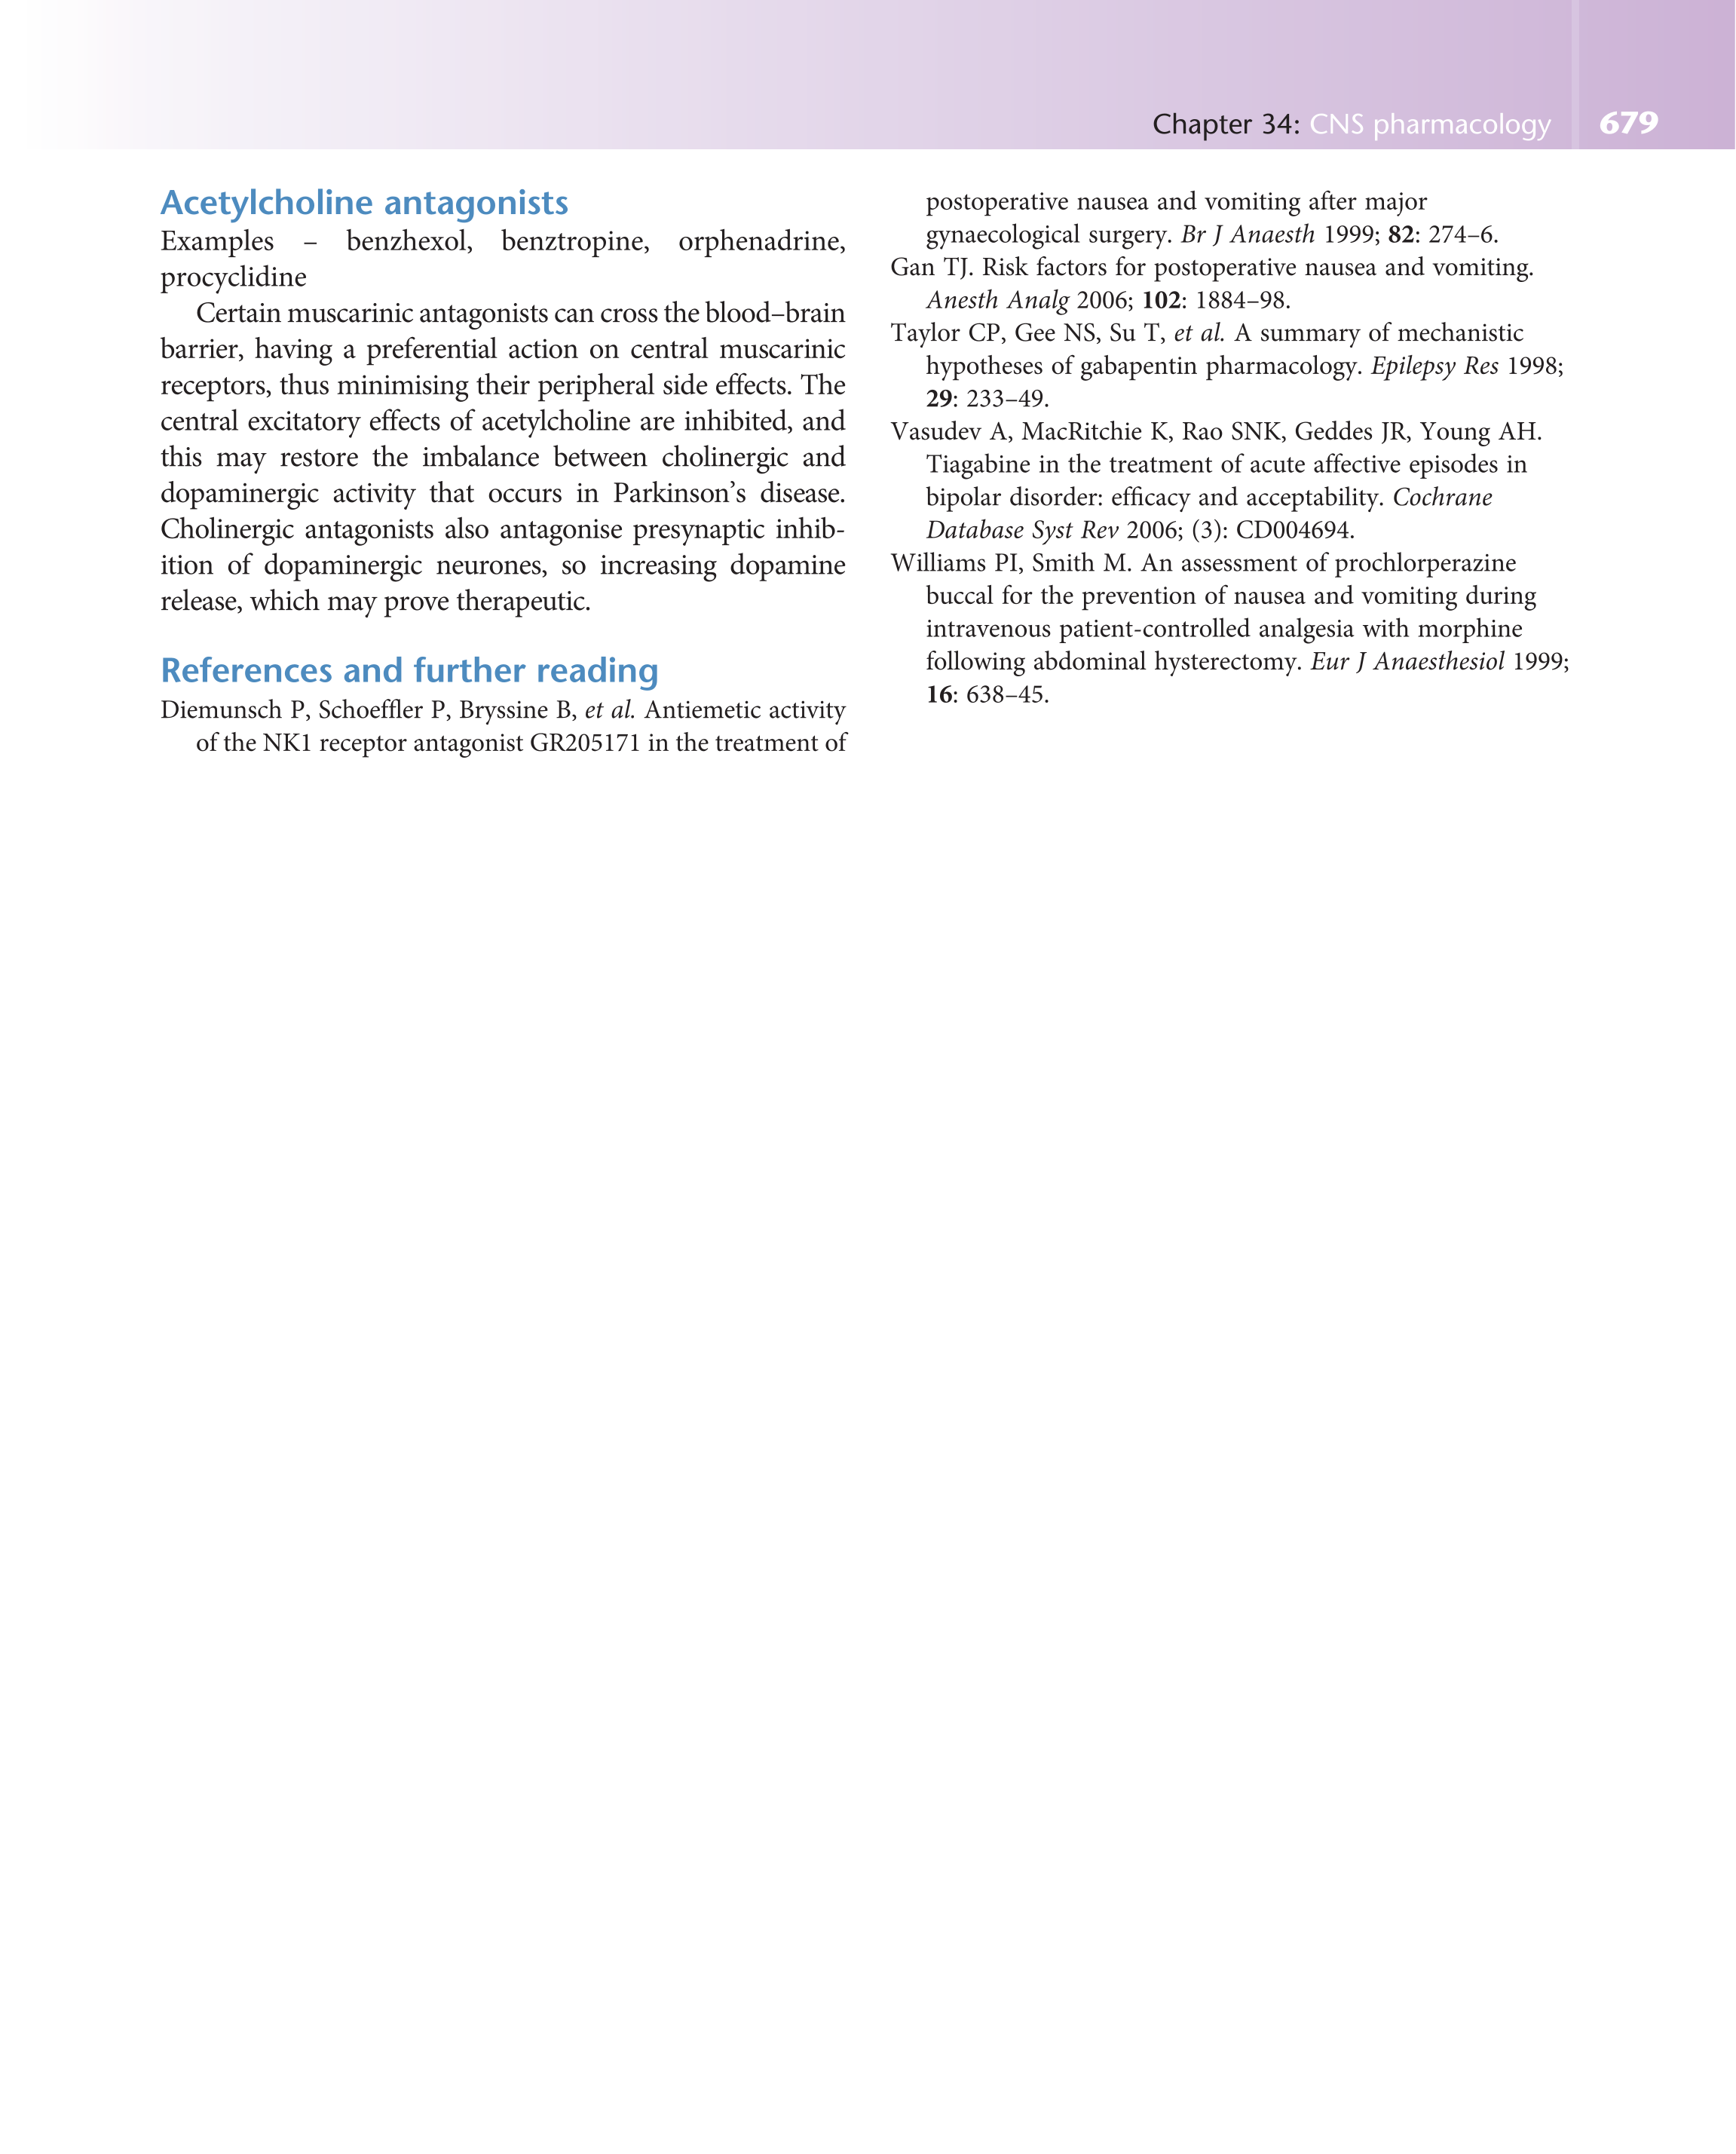 Chapter 34: CNS pharmacology 679
Acetylcholine antagonists
Examples – benzhexol, benztropine, orphenadrine,
procyclidine
Certain muscarinic antagonists can cross the blood–brain
barrier, having a preferential action on central muscarinic
receptors, thus minimising their peripheral side effects. The
central excitatory effects of acetylcholine are inhibited, and
this may restore the imbalance between cholinergic and
dopaminergic activity that occurs in Parkinson’s disease.
Cholinergic antagonists also antagonise presynaptic inhib-
ition of dopaminergic neurones, so increasing dopamine
release, which may prove therapeutic.
References and further reading
Diemunsch P, Schoeffler P, Bryssine B, et al. Antiemetic activity
of the NK1 receptor antagonist GR205171 in the treatment of
postoperative nausea and vomiting after major
gynaecological surgery. Br J Anaesth 1999; 82: 274–6.
Gan TJ. Risk factors for postoperative nausea and vomiting.
Anesth Analg 2006; 102: 1884–98.
Taylor CP, Gee NS, Su T, et al. A summary of mechanistic
hypotheses of gabapentin pharmacology. Epilepsy Res 1998;
29: 233–49.
Vasudev A, MacRitchie K, Rao SNK, Geddes JR, Young AH.
Tiagabine in the treatment of acute affective episodes in
bipolar disorder: efficacy and acceptability. Cochrane
Database Syst Rev 2006; (3): CD004694.
Williams PI, Smith M. An assessment of prochlorperazine
buccal for the prevention of nausea and vomiting during
intravenous patient-controlled analgesia with morphine
following abdominal hysterectomy. Eur J Anaesthesiol 1999;
16: 638–45.